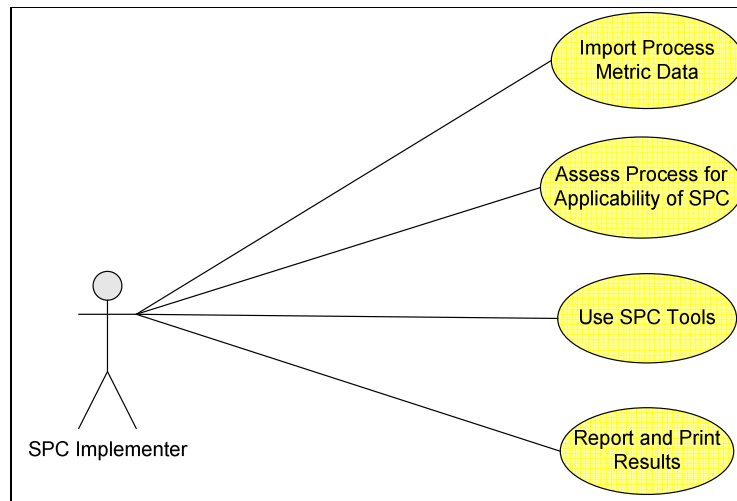 Import Process
Metric Data
Assess Process for
Applicability of SPC
Use SPC Tools
SPC Implementer
Report and Print
Results